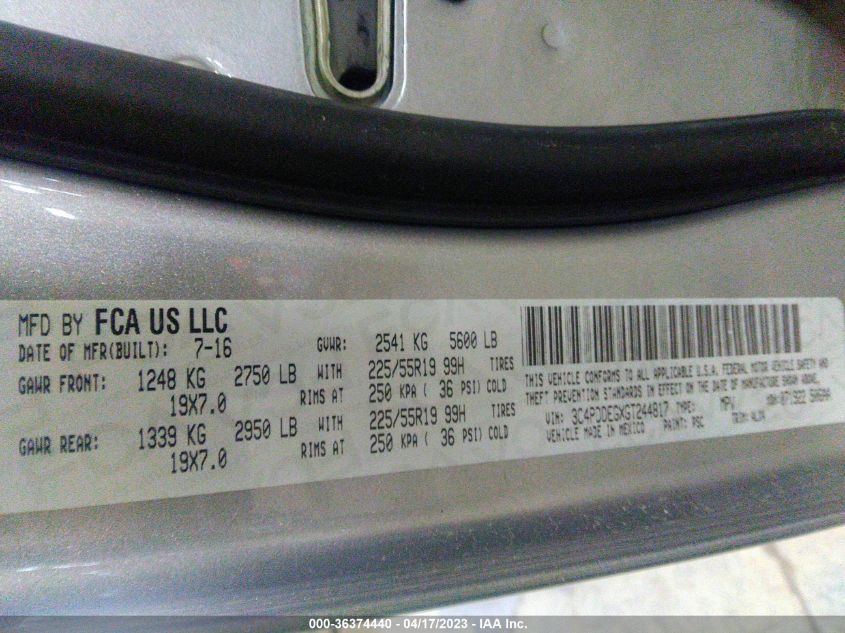 MFD BY FCA US LLC
DATE OF MFR(BUILT): 7-16 GVWR: 2541 KG 5600 LB
GAWR FRONT: 1248 KG 2750 LB WITH 225/55R19 99H TIRES
19X7.0 RIMS AT 250 KPA ( 36 PSI) COLD
GAWR REAR: 1339 KG 2950 LB WITH 225/55R19 99H TIRES
19X7.0 RIMS AT 250 KPA ( 36 PSI) COLD
THIS VEHICLE CONFORMS TO ALL APPLICABLE U.S.A. FEDERAL MOTOR VEHICLE SAFETY AND
THEFT PREVENTION STANDARDS IN EFFECT ON THE DATE OF MANUFACTURE SHOWN ABOVE.
VIN: 3C4PDDEGXGT244817 TYPE: MPV
VEHICLE MADE IN MEXICO PAINT: PSC TRIM:
000-36374440 - 04/17/2023 - IAA Inc.